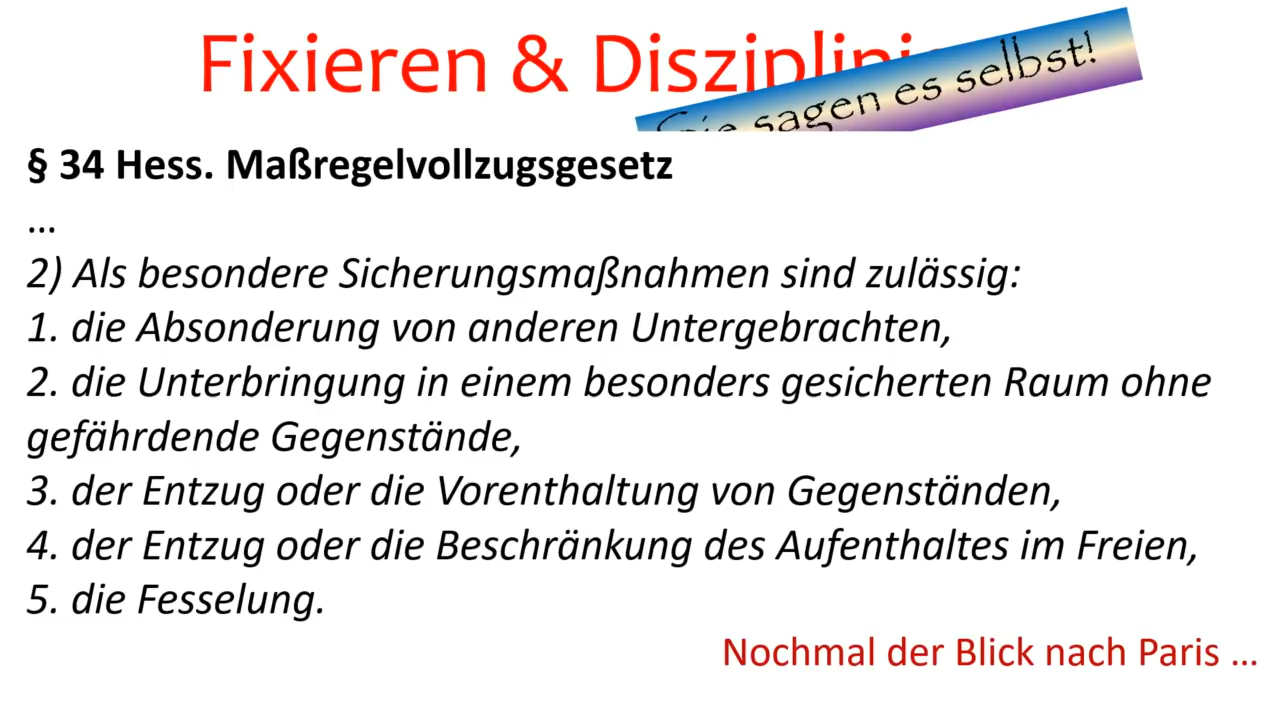 Fixieren &
sagen es selbst!
§ 34 Hess. Maßregelvollzugsgesetz
...
2) Als besondere Sicherungsmaßnahmen sind zulässig:
1. die Absonderung von anderen Untergebrachten,
2. die Unterbringung in einem besonders gesicherten Raum ohne
gefährdende Gegenstände,
3. der Entzug oder die Vorenthaltung von Gegenständen,
4. der Entzug oder die Beschränkung des Aufenthaltes im Freien,
5. die Fesselung.
Nochmal der Blick nach Paris ...